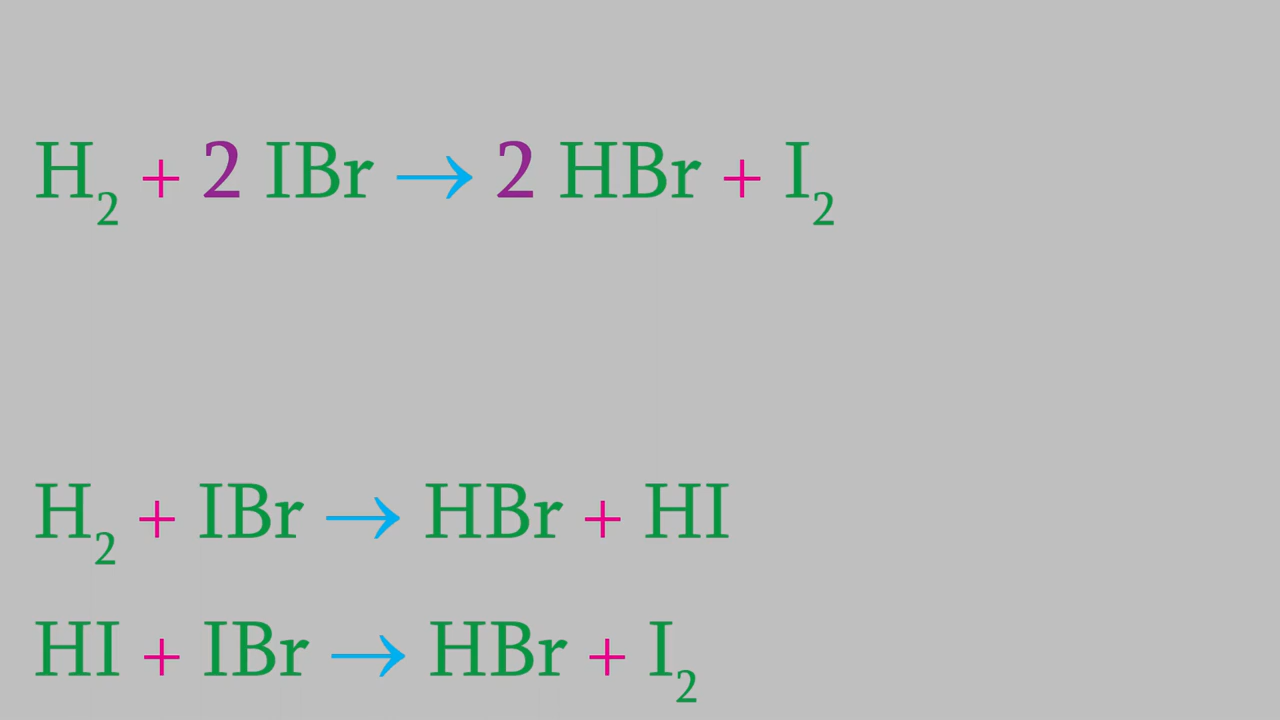 H₂ + 2 IBr → 2 HBr + I₂
H₂ + IBr → HBr + HI
HI + IBr → HBr + I₂